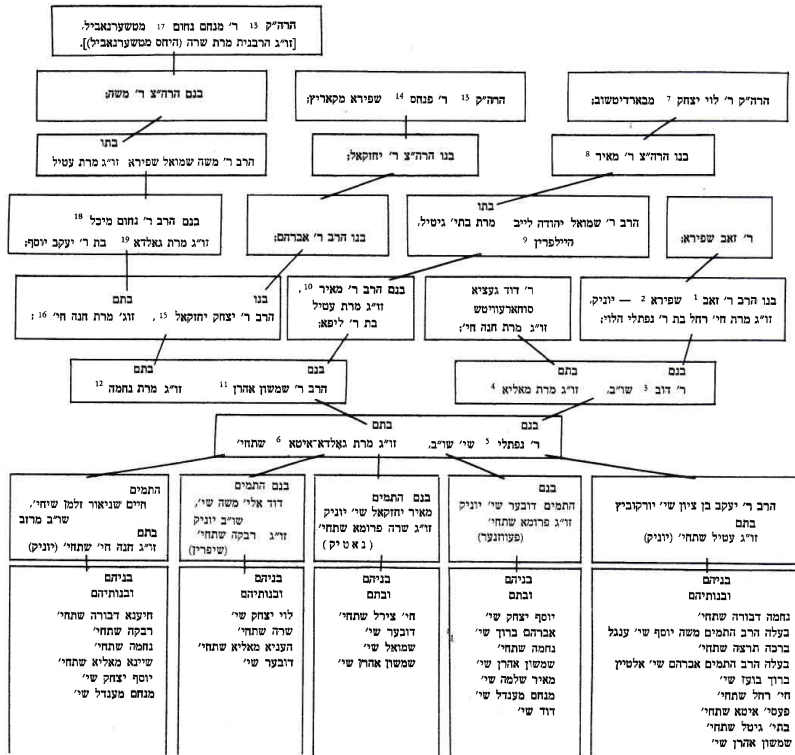 הרה"ק 13 ר' מנחם נחום 17 מטשערנאביל,
[זו"ג הרבנית מרת שרה (היחס מטשערנאביל)].
הרה"ק ר' לוי יצחק 7 מבארדיטשוב;
הרה"ק 13 ר' פנחס 14 שפירא מקאריץ;
בנם הרה"צ ר' משה;
בנו הרה"צ ר' מאיר 8
בנו הרה"צ ר' יחזקאל;
בתו
הרב ר' משה שמואל שפירא זו"ג מרת עטיל
ר' זאב שפירא;
בתו
הרב ר' שמואל יהודה לייב מרת בתי' גיטיל,
היילפרין 9
בנו הרב ר' אברהם;
בנם הרב ר' נחום מיכל 18
זו"ג מרת גאלדא 19 בת ר' יעקב יוסף;
בנו הרב ר' זאב 1 שפירא 2 — יוניק,
זו"ג מרת חי' רחל בת ר' נפתלי הלוי;
ר' דוד געציא
סוחארעוויטש
זו"ג מרת חנה חי';
בנם הרב ר' מאיר 10,
זו"ג מרת עטיל
בת ר' ליפא;
בנו בתם
הרב ר' יצחק יחזקאל 15, זוג' מרת חנה חי' 16;
בנם בתם
ר' דוב 3 שו"ב, זו"ג מרת מאליא 4
בנם בתם
הרב ר' שמשון אהרן 11 זו"ג מרת נחמה 12
בנם בתם
ר' נפתלי 5 שי' שו"ב, זו"ג מרת גאלדא־איטא 6 שתחי'
הרב ר' יעקב בן ציון שי' יורקוביץ
בתם
זו"ג עטיל שתחי' (יוניק)
בנם
התמים דובער שי' יוניק
זו"ג פרומא שתחי'
(פעווזנער)
בנם התמים
מאיר יחזקאל שי' יוניק
זו"ג שרה פרומא שתחי'
(נאטיק)
בנם התמים
דוד אלי' משה שי',
שו"ב יוניק
זו"ג רבקה שתחי'
(שיפרין)
התמים
חיים שניאור זלמן שיחי',
שו"ב מרוב
בתם
זו"ג חנה חי' שתחי' (יוניק)
בניהם
ובנותיהם
נחמה דבורה שתחי'
בעלה הרב התמים משה יוסף שי' ענגל
ברכה תרצה שתחי'
בעלה הרב התמים אברהם שי' אלטיין
ברוך בועז שי'
חי' רחל שתחי'
פעסי' איטא שתחי'
בתי' גיטל שתחי'
שמשון אהרן שי'
בניהם
ובתם
יוסף יצחק שי'
אברהם ברוך שי'
נחמה שתחי'
שמשון אהרן שי'
מאיר שלמה שי'
מנחם מענדל שי'
דוד שי'
בניהם
ובתם
חי' צירל שתחי'
דובער שי'
שמואל שי'
שמשון אהרן שי'
בניהם
ובנותיהם
לוי יצחק שי'
שרה שתחי'
העניא מאליא שתחי'
דובער שי'
בניהם
ובנותיהם
חיענא דבורה שתחי'
רבקה שתחי'
נחמה שתחי'
שיינא מאליא שתחי'
יוסף יצחק שי'
מנחם מענדל שי'